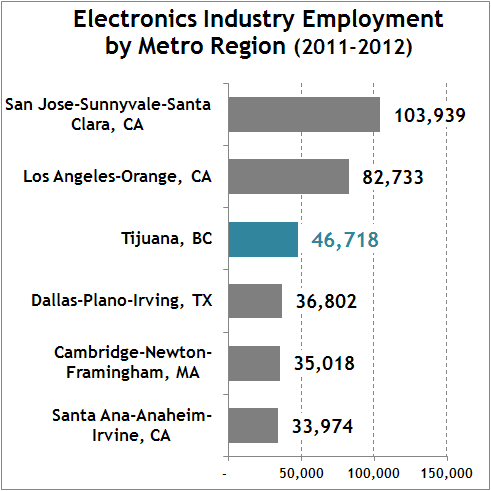 Electronics Industry Employment
by Metro Region (2011-2012)
San Jose-Sunnyvale-Santa
Clara, CA
103,939
Los Angeles-Orange, CA
82,733
Tijuana, BC
46,718
Dallas-Plano-Irving, TX
36,802
Cambridge-Newton-
Framingham, MA
35,018
Santa Ana-Anaheim-
Irvine, CA
33,974
- 50,000 100,000 150,000